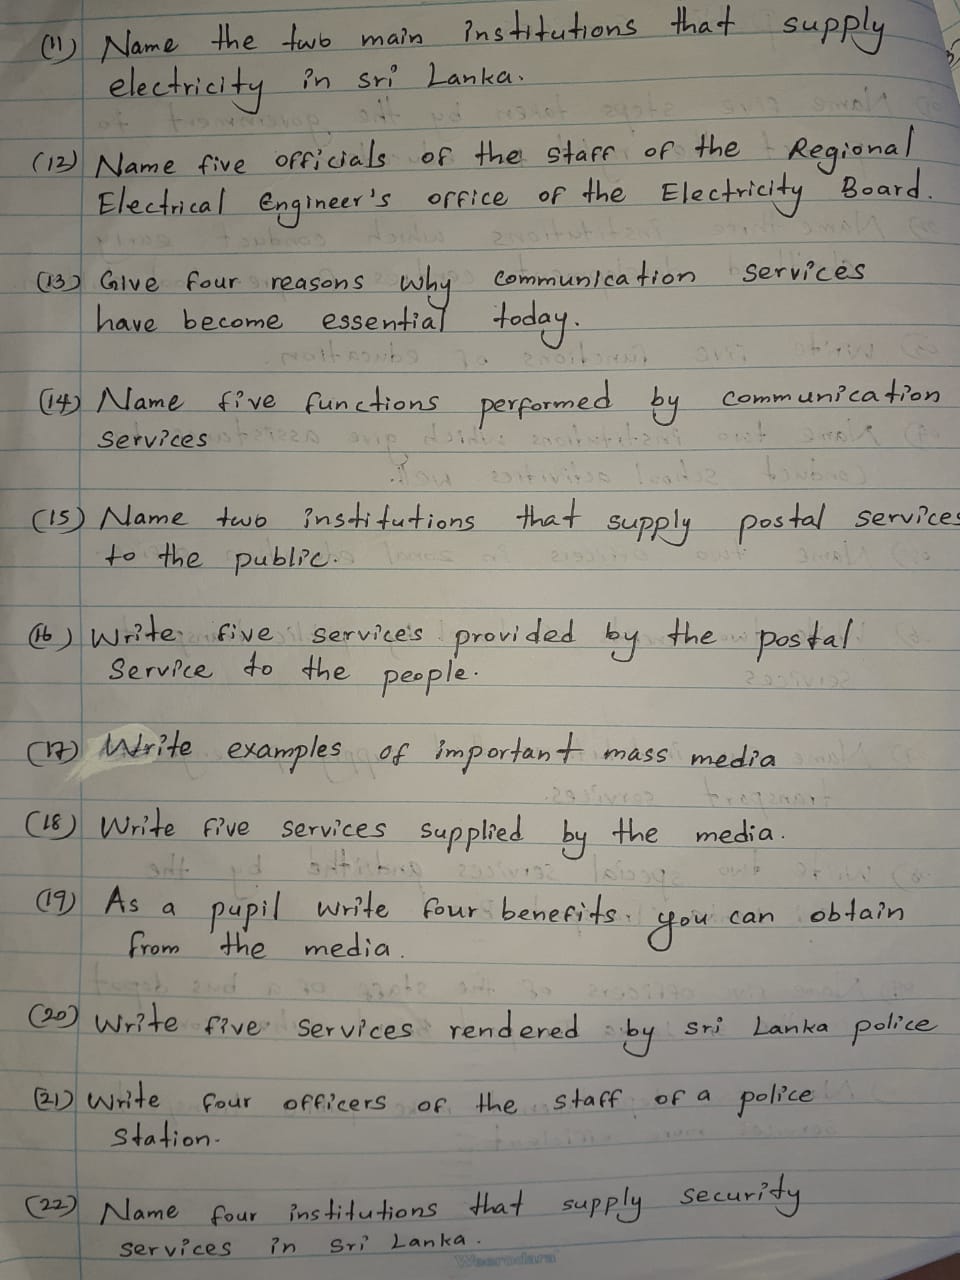 (11) Name the two main institutions that supply
electricity in sri Lanka.
(12) Name five officials of the staff of the Regional
Electrical Engineer's office of the Electricity Board.
(13) Give four reasons why communication services
have become essential today.
(14) Name five functions performed by communication
services
(15) Name two institutions that supply postal services
to the public.
(16) Write five services provided by the postal
Service to the people.
(17) Write examples of important mass media
(18) Write five services supplied by the media.
(19) As a pupil write four benefits you can obtain
from the media.
(20) Write five services rendered by sri Lanka police
(21) Write four officers of the staff of a police
Station.
(22) Name four institutions that supply security
services in Sri Lanka.
Weerodara